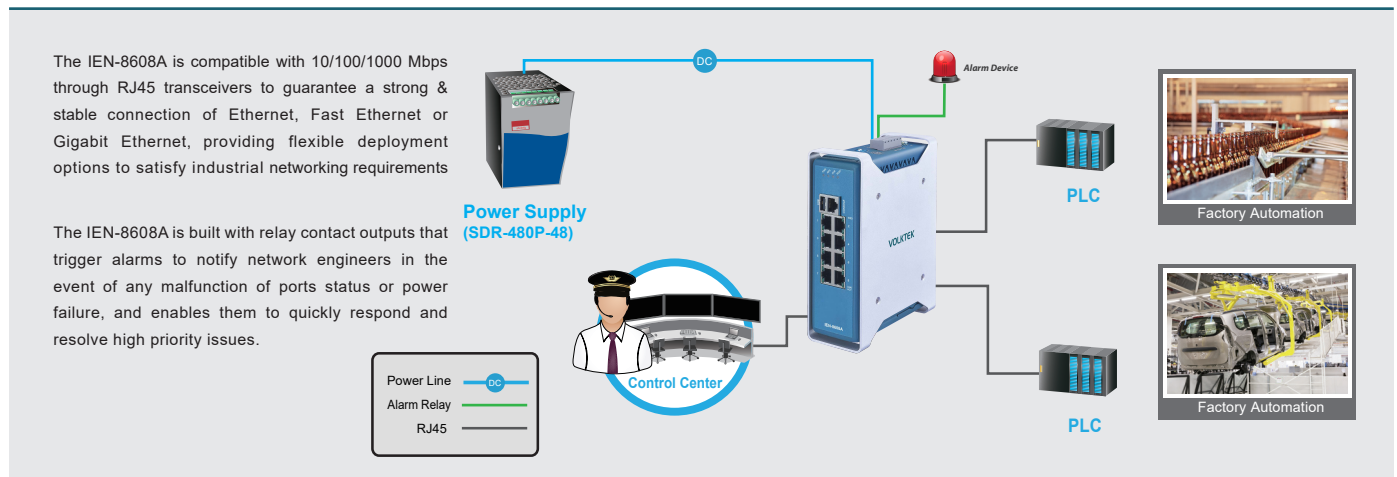 The IEN-8608A is compatible with 10/100/1000 Mbps
through RJ45 transceivers to guarantee a strong &
stable connection of Ethernet, Fast Ethernet or
Gigabit Ethernet, providing flexible deployment
options to satisfy industrial networking requirements
The IEN-8608A is built with relay contact outputs that
trigger alarms to notify network engineers in the
event of any malfunction of ports status or power
failure, and enables them to quickly respond and
resolve high priority issues.
Power Line
DC
Alarm Relay
RJ45
Power Supply
(SDR-480P-48)
DC
Alarm Device
VOLKTEK
IEN-8608A
Control Center
PLC
PLC
Factory Automation
Factory Automation